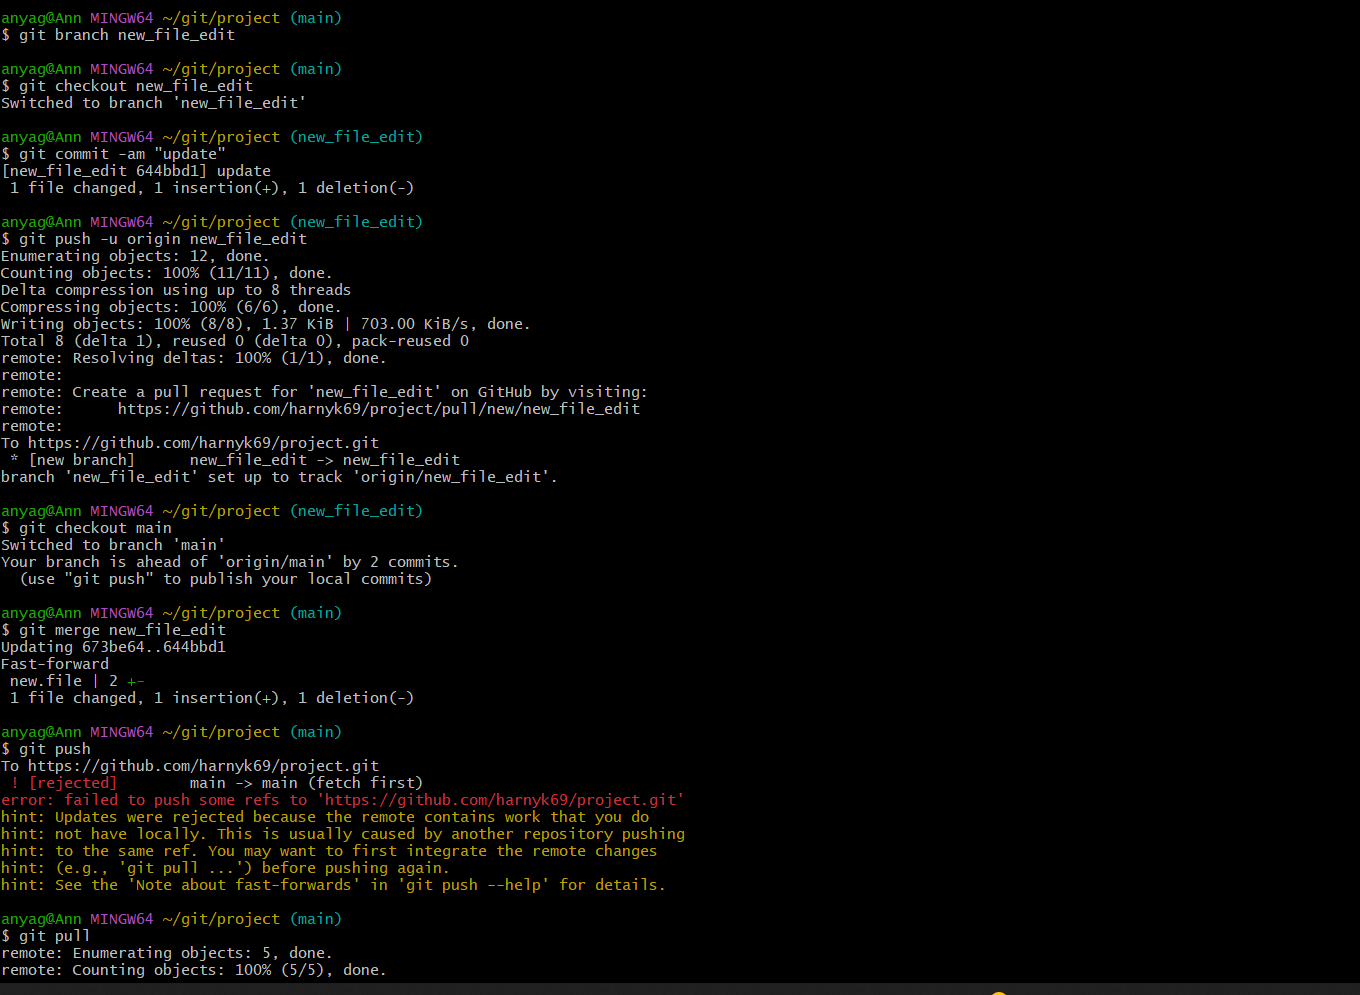 anyag@Ann MINGW64 ~/git/project (main)
$ git branch new_file_edit
anyag@Ann MINGW64 ~/git/project (main)
$ git checkout new_file_edit
Switched to branch 'new_file_edit'
anyag@Ann MINGW64 ~/git/project (new_file_edit)
$ git commit -am "update"
[new_file_edit 644bbd1] update
 1 file changed, 1 insertion(+), 1 deletion(-)
anyag@Ann MINGW64 ~/git/project (new_file_edit)
$ git push -u origin new_file_edit
Enumerating objects: 12, done.
Counting objects: 100% (11/11), done.
Delta compression using up to 8 threads
Compressing objects: 100% (6/6), done.
Writing objects: 100% (8/8), 1.37 KiB | 703.00 KiB/s, done.
Total 8 (delta 1), reused 0 (delta 0), pack-reused 0
remote: Resolving deltas: 100% (1/1), done.
remote:
remote: Create a pull request for 'new_file_edit' on GitHub by visiting:
remote:      https://github.com/harnyk69/project/pull/new/new_file_edit
remote:
To https://github.com/harnyk69/project.git
 * [new branch]      new_file_edit -> new_file_edit
branch 'new_file_edit' set up to track 'origin/new_file_edit'.
anyag@Ann MINGW64 ~/git/project (new_file_edit)
$ git checkout main
Switched to branch 'main'
Your branch is ahead of 'origin/main' by 2 commits.
  (use "git push" to publish your local commits)
anyag@Ann MINGW64 ~/git/project (main)
$ git merge new_file_edit
Updating 673be64..644bbd1
Fast-forward
 new.file | 2 +-
 1 file changed, 1 insertion(+), 1 deletion(-)
anyag@Ann MINGW64 ~/git/project (main)
$ git push
To https://github.com/harnyk69/project.git
 ! [rejected]        main -> main (fetch first)
error: failed to push some refs to 'https://github.com/harnyk69/project.git'
hint: Updates were rejected because the remote contains work that you do
hint: not have locally. This is usually caused by another repository pushing
hint: to the same ref. You may want to first integrate the remote changes
hint: (e.g., 'git pull ...') before pushing again.
hint: See the 'Note about fast-forwards' in 'git push --help' for details.
anyag@Ann MINGW64 ~/git/project (main)
$ git pull
remote: Enumerating objects: 5, done.
remote: Counting objects: 100% (5/5), done.